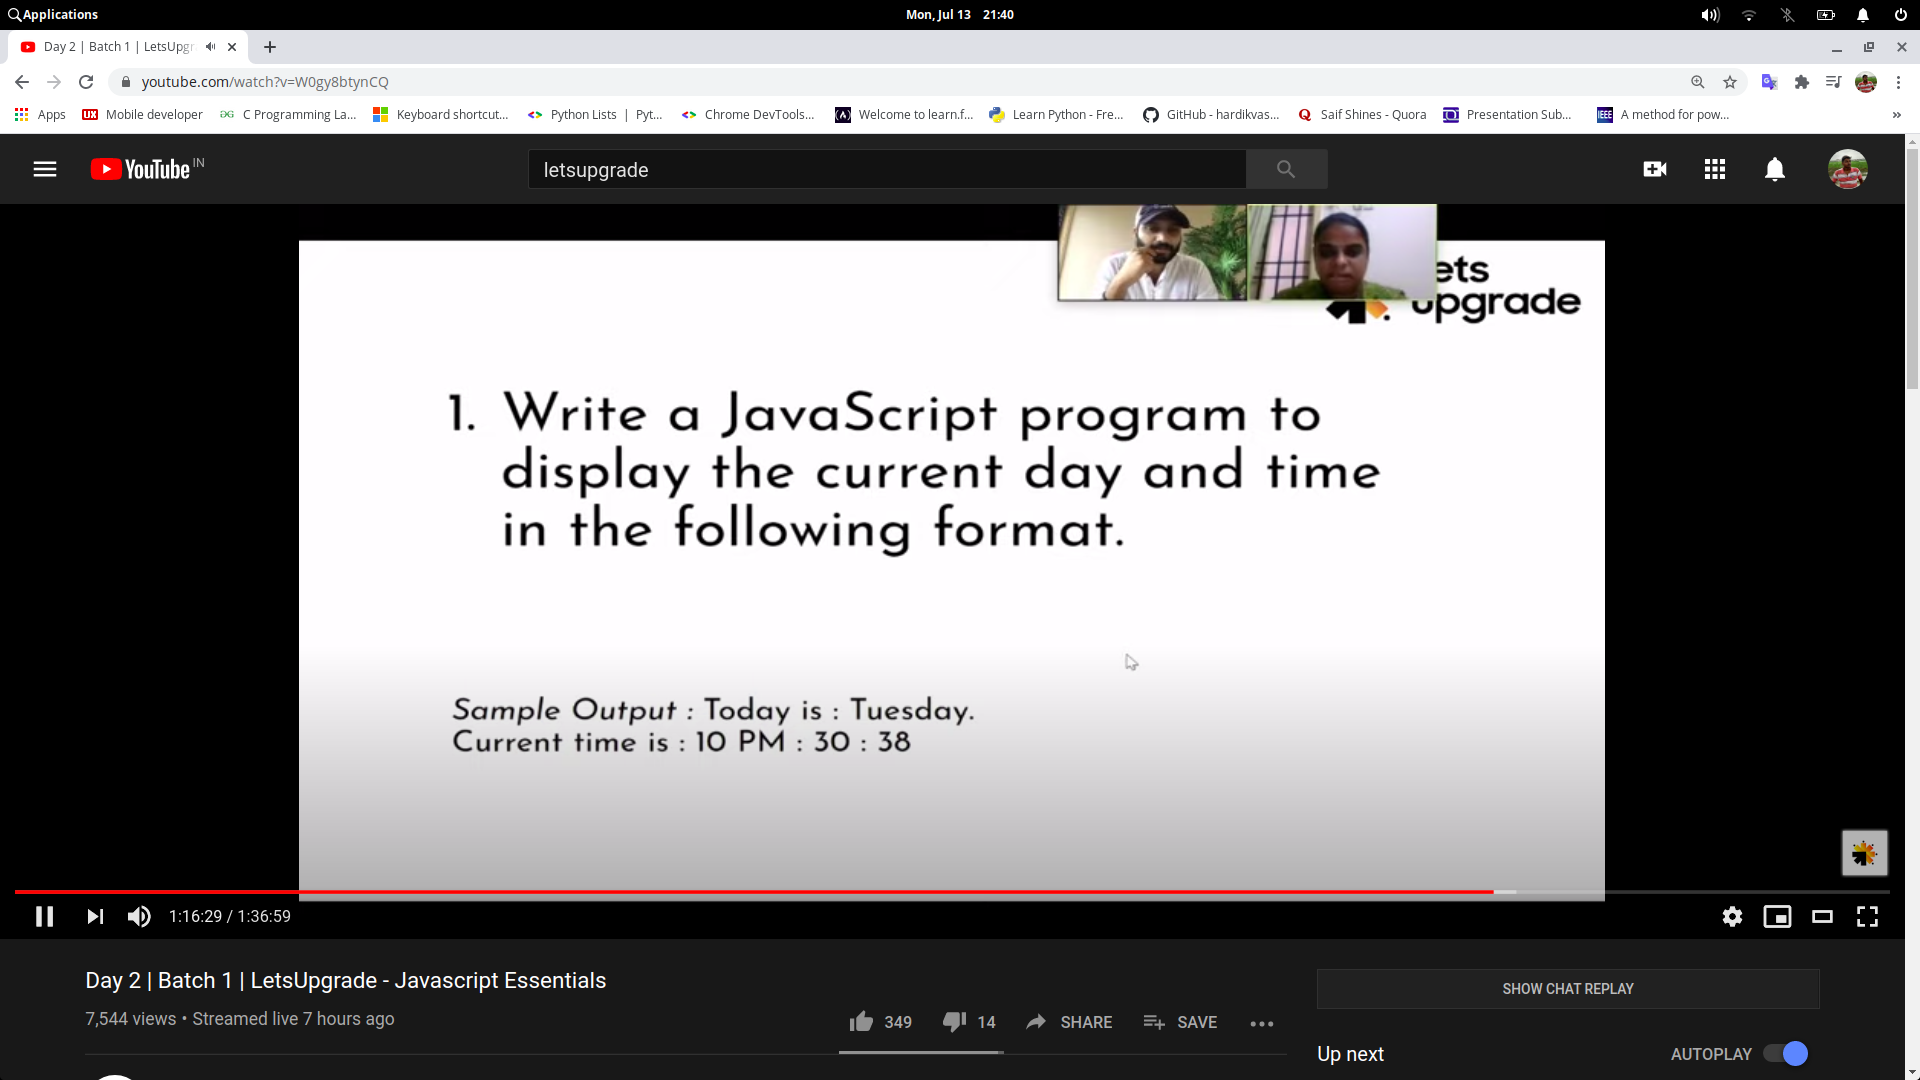 Applications
Mon, Jul 13 21:40
Day 2 | Batch 1 | LetsUpgr
youtube.com/watch?v=W0gy8btynCQ
Apps
UX Mobile developer
GG C Programming La...
Keyboard shortcut...
Python Lists | Pyt...
Chrome DevTools...
(A) Welcome to learn.f...
Learn Python - Fre...
GitHub - hardikvas...
Q Saif Shines - Quora
Presentation Sub...
IEEE A method for pow...
»
YouTube IN
letsupgrade
ets
upgrade
1. Write a JavaScript program to
display the current day and time
in the following format.
Sample Output : Today is : Tuesday.
Current time is : 10 PM : 30 : 38
1:16:29 / 1:36:59
Day 2 | Batch 1 | LetsUpgrade - Javascript Essentials
7,544 views • Streamed live 7 hours ago
349
14
SHARE
SAVE
SHOW CHAT REPLAY
Up next
AUTOPLAY